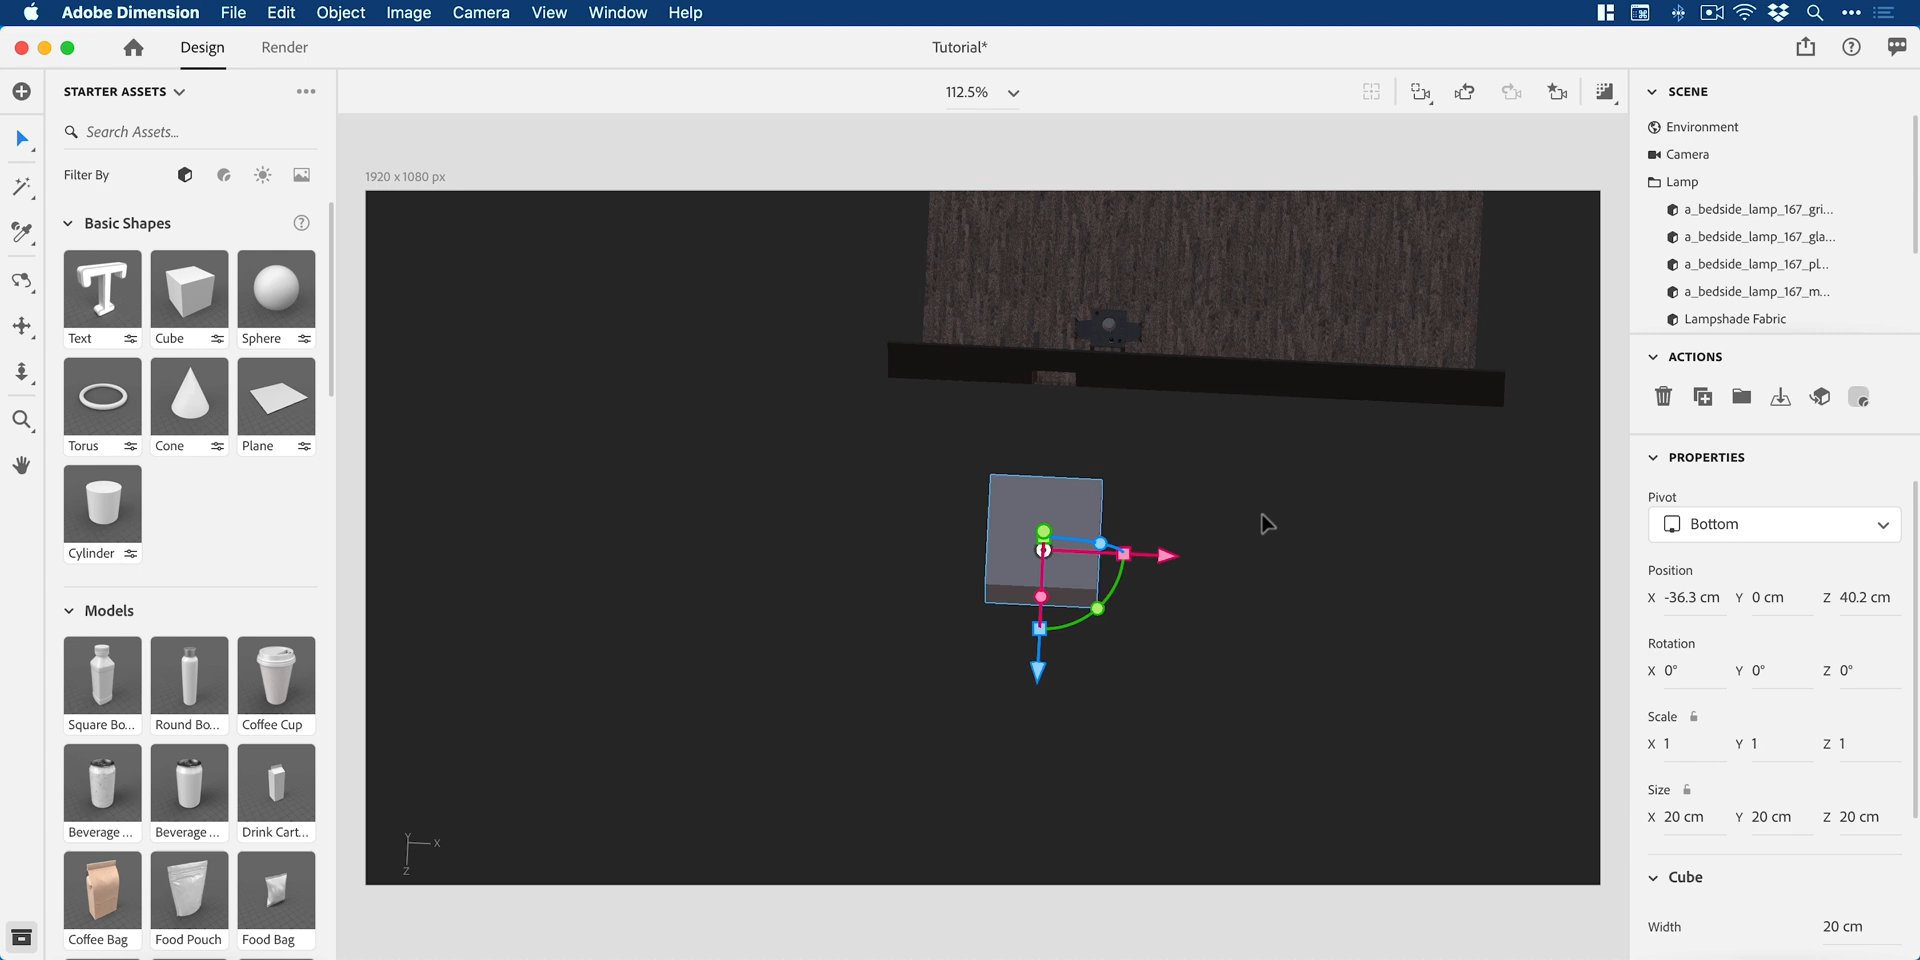 Adobe Dimension File Edit Object Image Camera View Window Help
Design Render Tutorial*
STARTER ASSETS
Search Assets...
Filter By
Basic Shapes
Text Cube Sphere
Torus Cone Plane
Cylinder
Models
Square Bo... Round Bo... Coffee Cup
Beverage ... Beverage ... Drink Cart...
Coffee Bag Food Pouch Food Bag
112.5%
1920 x 1080 px
Y X
Z
SCENE
Environment
Camera
Lamp
a_bedside_lamp_167_gri...
a_bedside_lamp_167_gla...
a_bedside_lamp_167_pl...
a_bedside_lamp_167_m...
Lampshade Fabric
ACTIONS
PROPERTIES
Pivot
Bottom
Position
X -36.3 cm Y 0 cm Z 40.2 cm
Rotation
X 0° Y 0° Z 0°
Scale
X 1 Y 1 Z 1
Size
X 20 cm Y 20 cm Z 20 cm
Cube
Width 20 cm